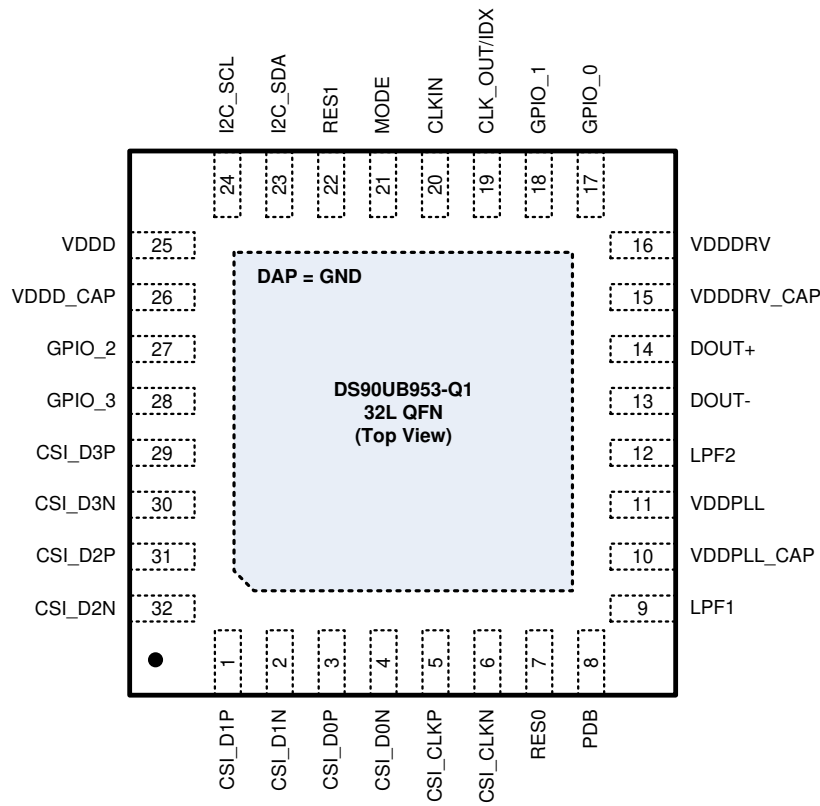 I2C_SCL
I2C_SDA
RES1
MODE
CLKIN
CLK_OUT/IDX
GPIO_1
GPIO_0
24
23
22
21
20
19
18
17
VDDD 25
VDDD_CAP 26
GPIO_2 27
GPIO_3 28
CSI_D3P 29
CSI_D3N 30
CSI_D2P 31
CSI_D2N 32
DAP = GND
DS90UB953-Q1
32L QFN
(Top View)
16 VDDDRV
15 VDDDRV_CAP
14 DOUT+
13 DOUT-
12 LPF2
11 VDDPLL
10 VDDPLL_CAP
9 LPF1
1
2
3
4
5
6
7
8
CSI_D1P
CSI_D1N
CSI_D0P
CSI_D0N
CSI_CLKP
CSI_CLKN
RES0
PDB